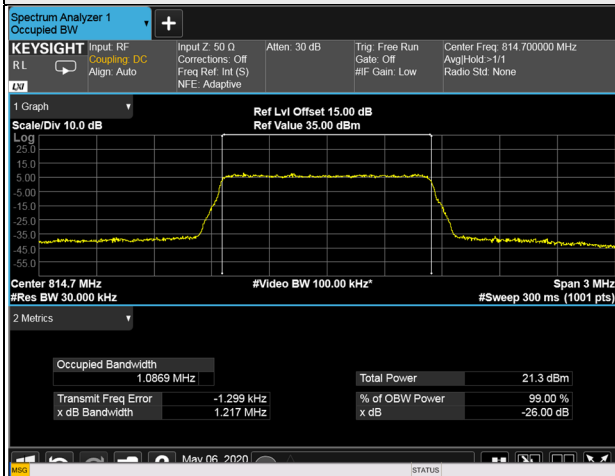 Spectrum Analyzer 1
Occupied BW
+
KEYSIGHT
RL
LXI
Input: RF
Coupling: DC
Align: Auto
Input Z: 50 Ω
Corrections: Off
Freq Ref: Int (S)
NFE: Adaptive
Atten: 30 dB
Trig: Free Run
Gate: Off
#IF Gain: Low
Center Freq: 814.700000 MHz
Avg|Hold:>1/1
Radio Std: None
1 Graph
Scale/Div 10.0 dB
Ref Lvl Offset 15.00 dB
Ref Value 35.00 dBm
Log
25.0
15.0
5.00
-5.00
-15.0
-25.0
-35.0
-45.0
-55.0
Center 814.7 MHz
#Video BW 100.00 kHz*
Span 3 MHz
#Res BW 30.000 kHz
#Sweep 300 ms (1001 pts)
2 Metrics
Occupied Bandwidth
1.0869 MHz
Total Power 21.3 dBm
Transmit Freq Error -1.299 kHz
% of OBW Power 99.00 %
x dB Bandwidth 1.217 MHz
x dB -26.00 dB
May 06, 2020
MSG
STATUS